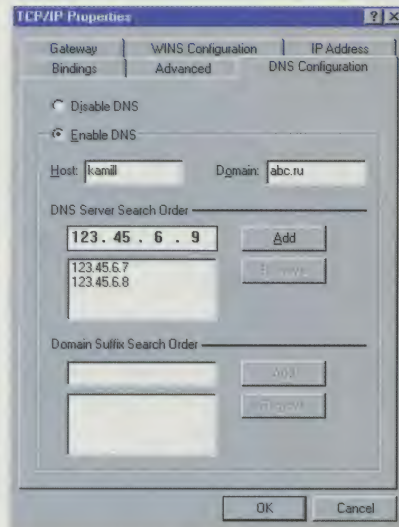 TCP/IP Properties
Gateway WINS Configuration IP Address
Bindings Advanced DNS Configuration
Disable DNS
Enable DNS
Host: kamill Domain: abc.ru
DNS Server Search Order
123. 45 . 6 . 9 Add
123.45.6.7 Remove
123.45.6.8
Domain Suffix Search Order
Add
Remove
OK Cancel